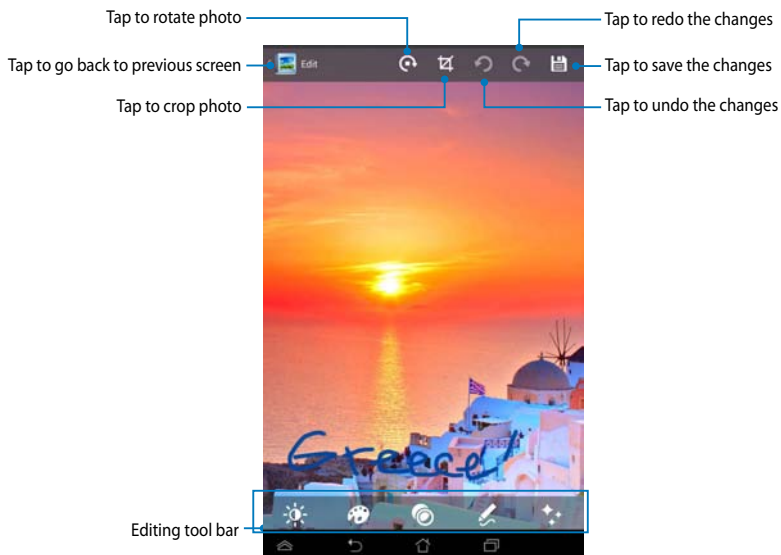 Tap to rotate photo
Tap to redo the changes
Tap to go back to previous screen
Edit
Tap to save the changes
Tap to crop photo
Tap to undo the changes
Greece!
Editing tool bar